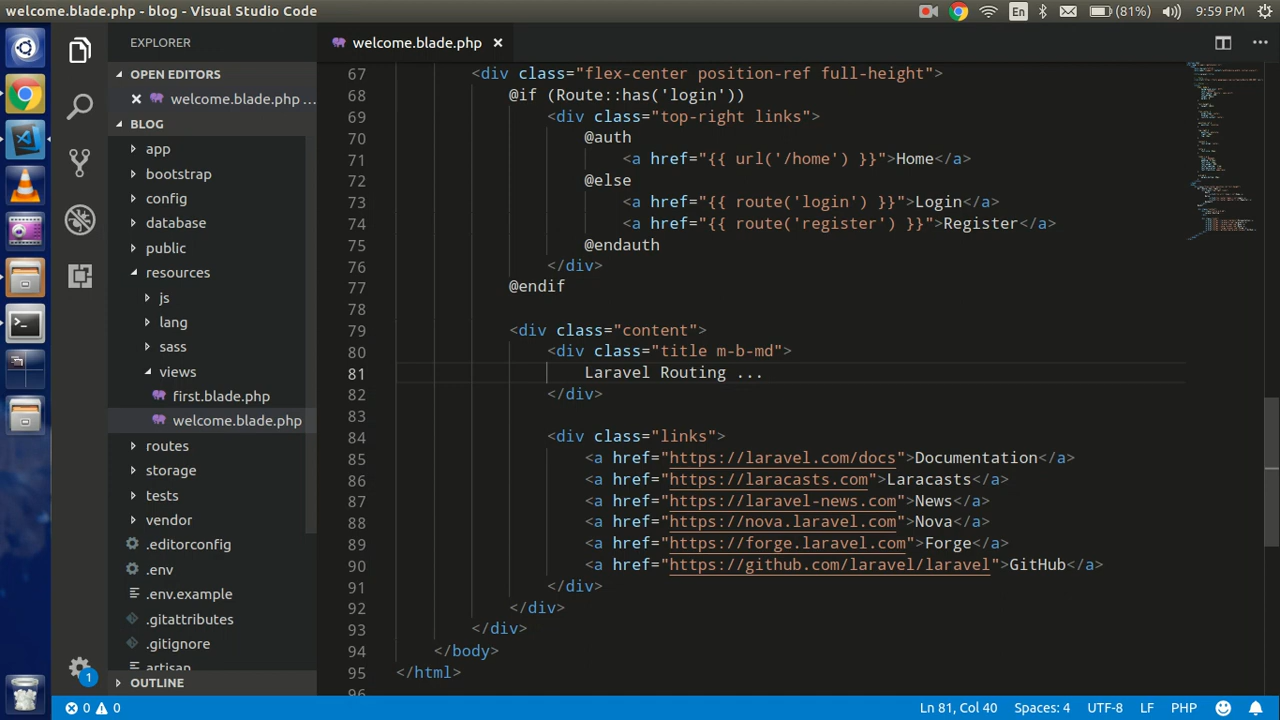 welcome.blade.php - blog - Visual Studio Code
En
(81%)
9:59 PM
EXPLORER
OPEN EDITORS
welcome.blade.php ...
BLOG
app
bootstrap
config
database
public
resources
js
lang
sass
views
first.blade.php
welcome.blade.php
routes
storage
tests
vendor
.editorconfig
.env
.env.example
.gitattributes
.gitignore
artisan
OUTLINE
1
welcome.blade.php
67 <div class="flex-center position-ref full-height">
68 @if (Route::has('login'))
69 <div class="top-right links">
70 @auth
71 <a href="{{ url('/home') }}">Home</a>
72 @else
73 <a href="{{ route('login') }}">Login</a>
74 <a href="{{ route('register') }}">Register</a>
75 @endauth
76 </div>
77 @endif
78
79 <div class="content">
80 <div class="title m-b-md">
81 Laravel Routing ...
82 </div>
83
84 <div class="links">
85 <a href="https://laravel.com/docs">Documentation</a>
86 <a href="https://laracasts.com">Laracasts</a>
87 <a href="https://laravel-news.com">News</a>
88 <a href="https://nova.laravel.com">Nova</a>
89 <a href="https://forge.laravel.com">Forge</a>
90 <a href="https://github.com/laravel/laravel">GitHub</a>
91 </div>
92 </div>
93 </div>
94 </body>
95 </html>
96
0 0
Ln 81, Col 40
Spaces: 4
UTF-8
LF
PHP